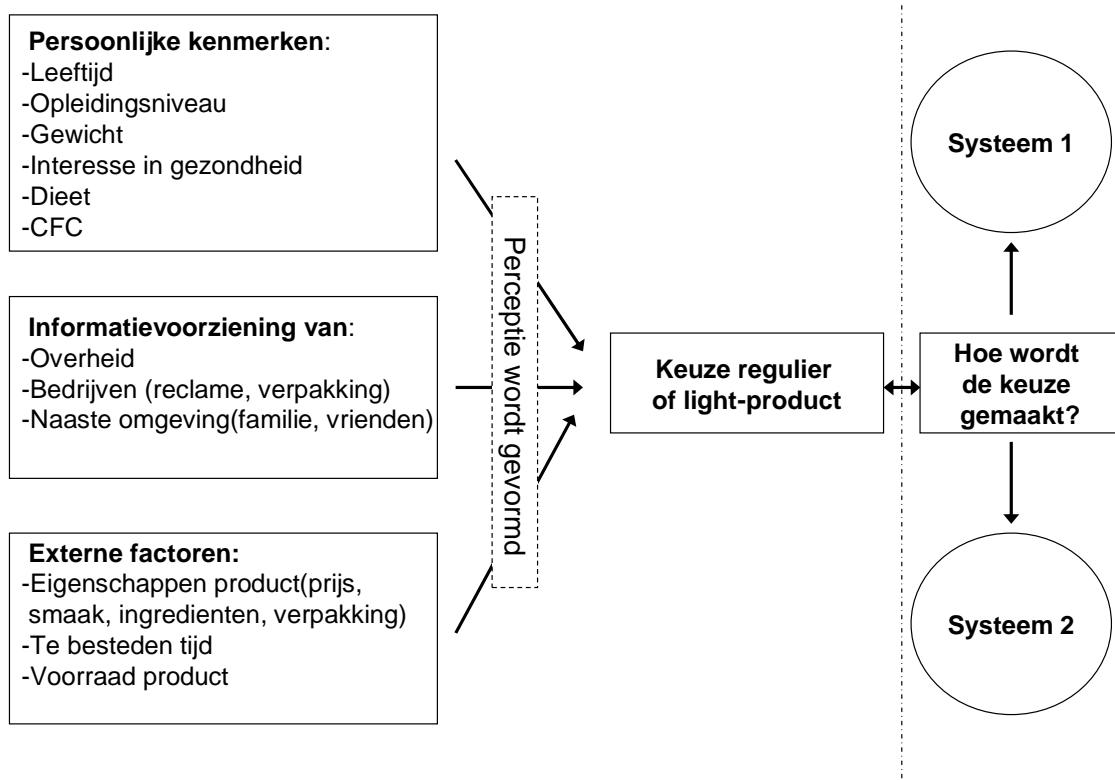 Persoonlijke kenmerken:
-Leeftijd
-Opleidingsniveau
-Gewicht
-Interesse in gezondheid
-Dieet
-CFC
Informatievoorziening van:
-Overheid
-Bedrijven (reclame, verpakking)
-Naaste omgeving(familie, vrienden)
Externe factoren:
-Eigenschappen product(prijs,
smaak, ingredienten, verpakking)
-Te besteden tijd
-Voorraad product
Perceptie wordt gevormd
Keuze regulier
of light-product
Systeem 1
Hoe wordt
de keuze
gemaakt?
Systeem 2